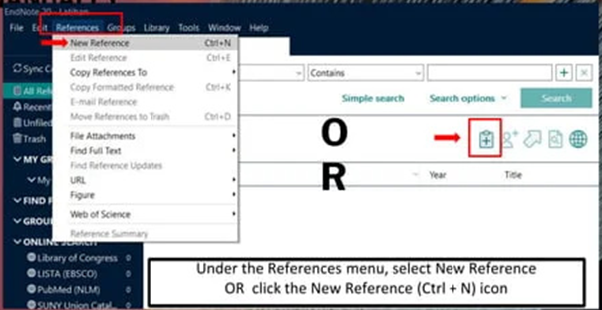 EndNote 20 - Latihan
File Edit References Groups Library Tools Window Help
New Reference Ctrl+N
Edit Reference Ctrl+E
Copy References To
Copy Formatted Reference Ctrl+K
E-mail Reference
Move References to Trash Ctrl+D
File Attachments
Find Full Text
Find Reference Updates
URL
Figure
Web of Science
Reference Summary
Sync
All Refe
Recent
Unfiled
Trash
MY GR
My
FIND F
GROUP
ONLINE SEARCH
Library of Congress 0
LISTA (EBSCO) 0
PubMed (NLM) 0
SUNY Union Catal... 0
Contains
Simple search Search options Search
O
R
Year Title
Under the References menu, select New Reference
OR click the New Reference (Ctrl + N) icon